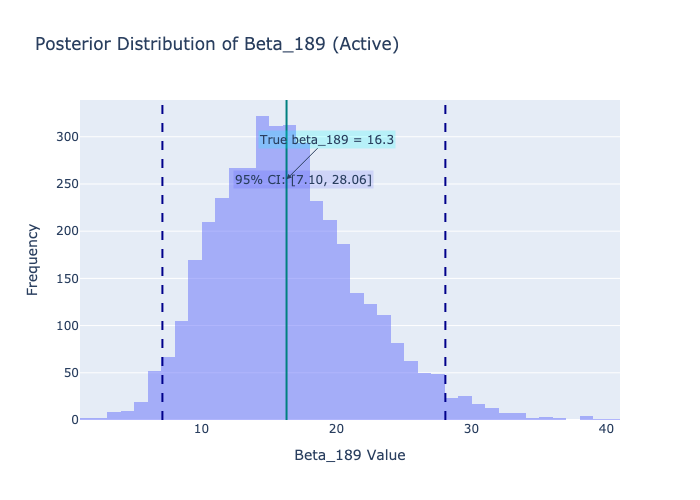 Posterior Distribution of Beta_189 (Active)
300
True beta_189 = 16.3
250
95% CI: [7.10, 28.06]
200
Frequency
150
100
50
0
10
20
30
40
Beta_189 Value